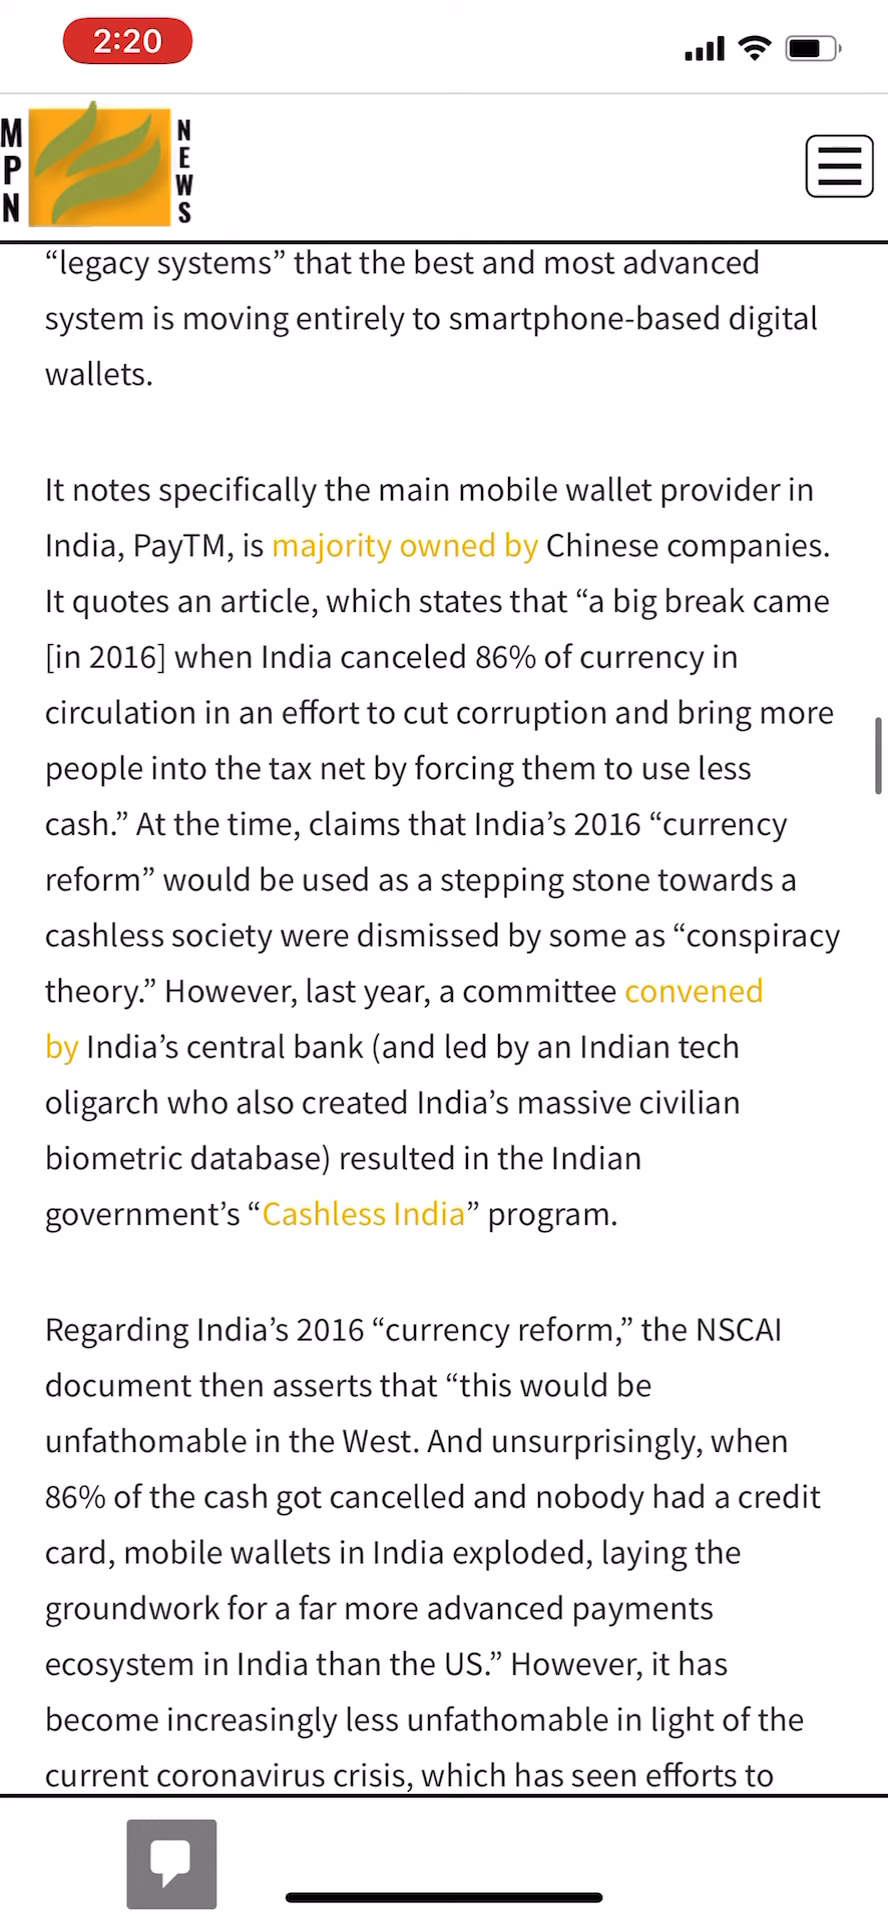 2:20
MPN
NEWS
“legacy systems” that the best and most advanced
system is moving entirely to smartphone-based digital
wallets.
It notes specifically the main mobile wallet provider in
India, PayTM, is majority owned by Chinese companies.
It quotes an article, which states that “a big break came
[in 2016] when India canceled 86% of currency in
circulation in an effort to cut corruption and bring more
people into the tax net by forcing them to use less
cash.” At the time, claims that India’s 2016 “currency
reform” would be used as a stepping stone towards a
cashless society were dismissed by some as “conspiracy
theory.” However, last year, a committee convened
by India’s central bank (and led by an Indian tech
oligarch who also created India’s massive civilian
biometric database) resulted in the Indian
government’s “Cashless India” program.
Regarding India’s 2016 “currency reform,” the NSCAI
document then asserts that “this would be
unfathomable in the West. And unsurprisingly, when
86% of the cash got cancelled and nobody had a credit
card, mobile wallets in India exploded, laying the
groundwork for a far more advanced payments
ecosystem in India than the US.” However, it has
become increasingly less unfathomable in light of the
current coronavirus crisis, which has seen efforts to